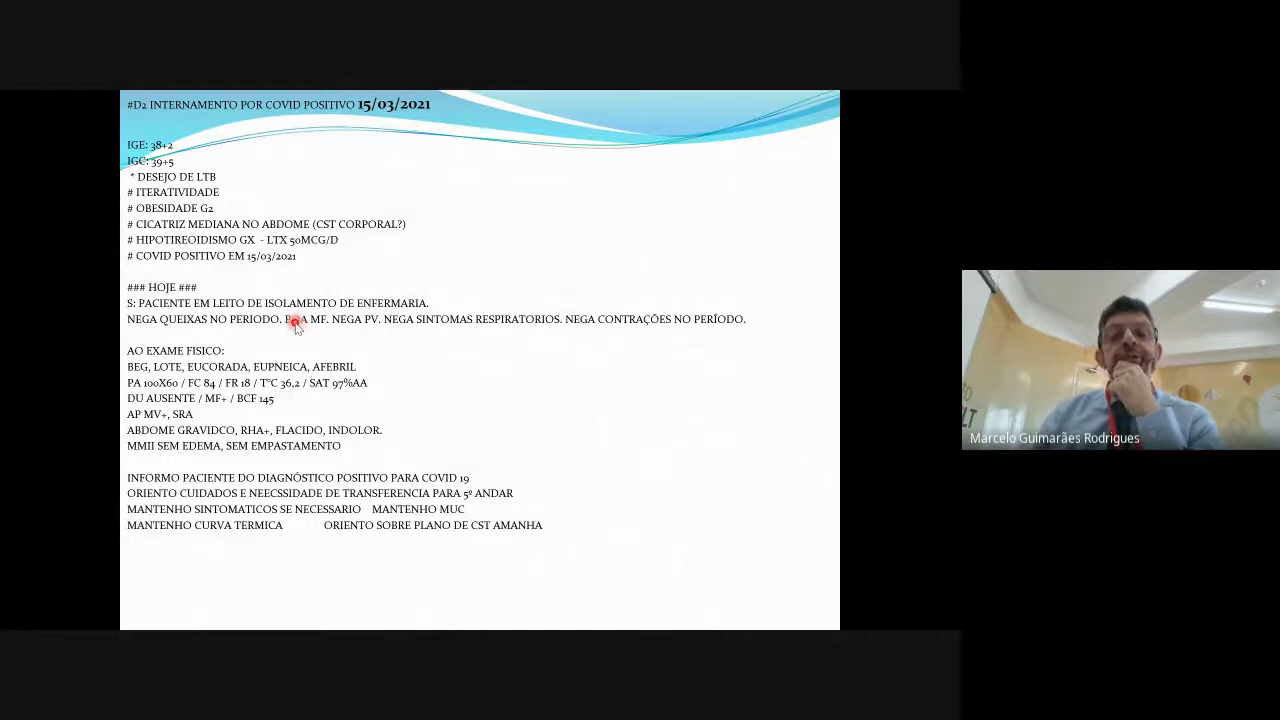 #D2 INTERNAMENTO POR COVID POSITIVO 15/03/2021
IGE: 38+2
IGC: 39+5
* DESEJO DE LTB
# ITERATIVIDADE
# OBESIDADE G2
# CICATRIZ MEDIANA NO ABDOME (CST CORPORAL?)
# HIPOTIREOIDISMO GX - LTX 50MCG/D
# COVID POSITIVO EM 15/03/2021
### HOJE ###
S: PACIENTE EM LEITO DE ISOLAMENTO DE ENFERMARIA.
NEGA QUEIXAS NO PERIODO. MF. NEGA PV. NEGA SINTOMAS RESPIRATORIOS. NEGA CONTRAÇÕES NO PERÍODO.
AO EXAME FISICO:
BEG, LOTE, EUCORADA, EUPNEICA, AFEBRIL
PA 100X60 / FC 84 / FR 18 / T°C 36,2 / SAT 97%AA
DU AUSENTE / MF+ / BCF 145
AP MV+, SRA
ABDOME GRAVIDCO, RHA+, FLACIDO, INDOLOR.
MMII SEM EDEMA, SEM EMPASTAMENTO
INFORMO PACIENTE DO DIAGNÓSTICO POSITIVO PARA COVID 19
ORIENTO CUIDADOS E NEECSSIDADE DE TRANSFERENCIA PARA 5º ANDAR
MANTENHO SINTOMATICOS SE NECESSARIO MANTENHO MUC
MANTENHO CURVA TERMICA ORIENTO SOBRE PLANO DE CST AMANHA
Marcelo Guimarães Rodrigues